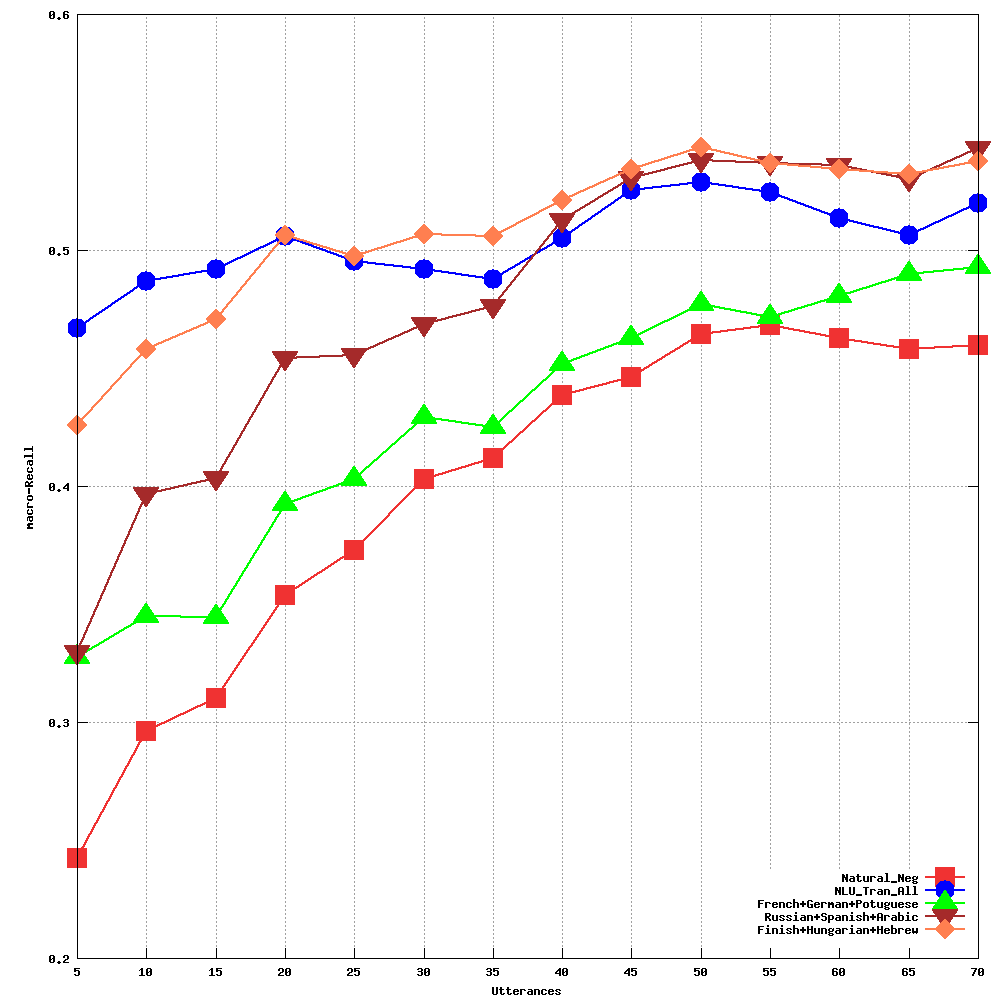 0.6
0.5
0.4
0.3
0.2
macro-Recall
5 10 15 20 25 30 35 40 45 50 55 60 65 70
Utterances
Natural_Neg
NLU_Tran_All
French+German+Potuguese
Russian+Spanish+Arabic
Finish+Hungarian+Hebrew